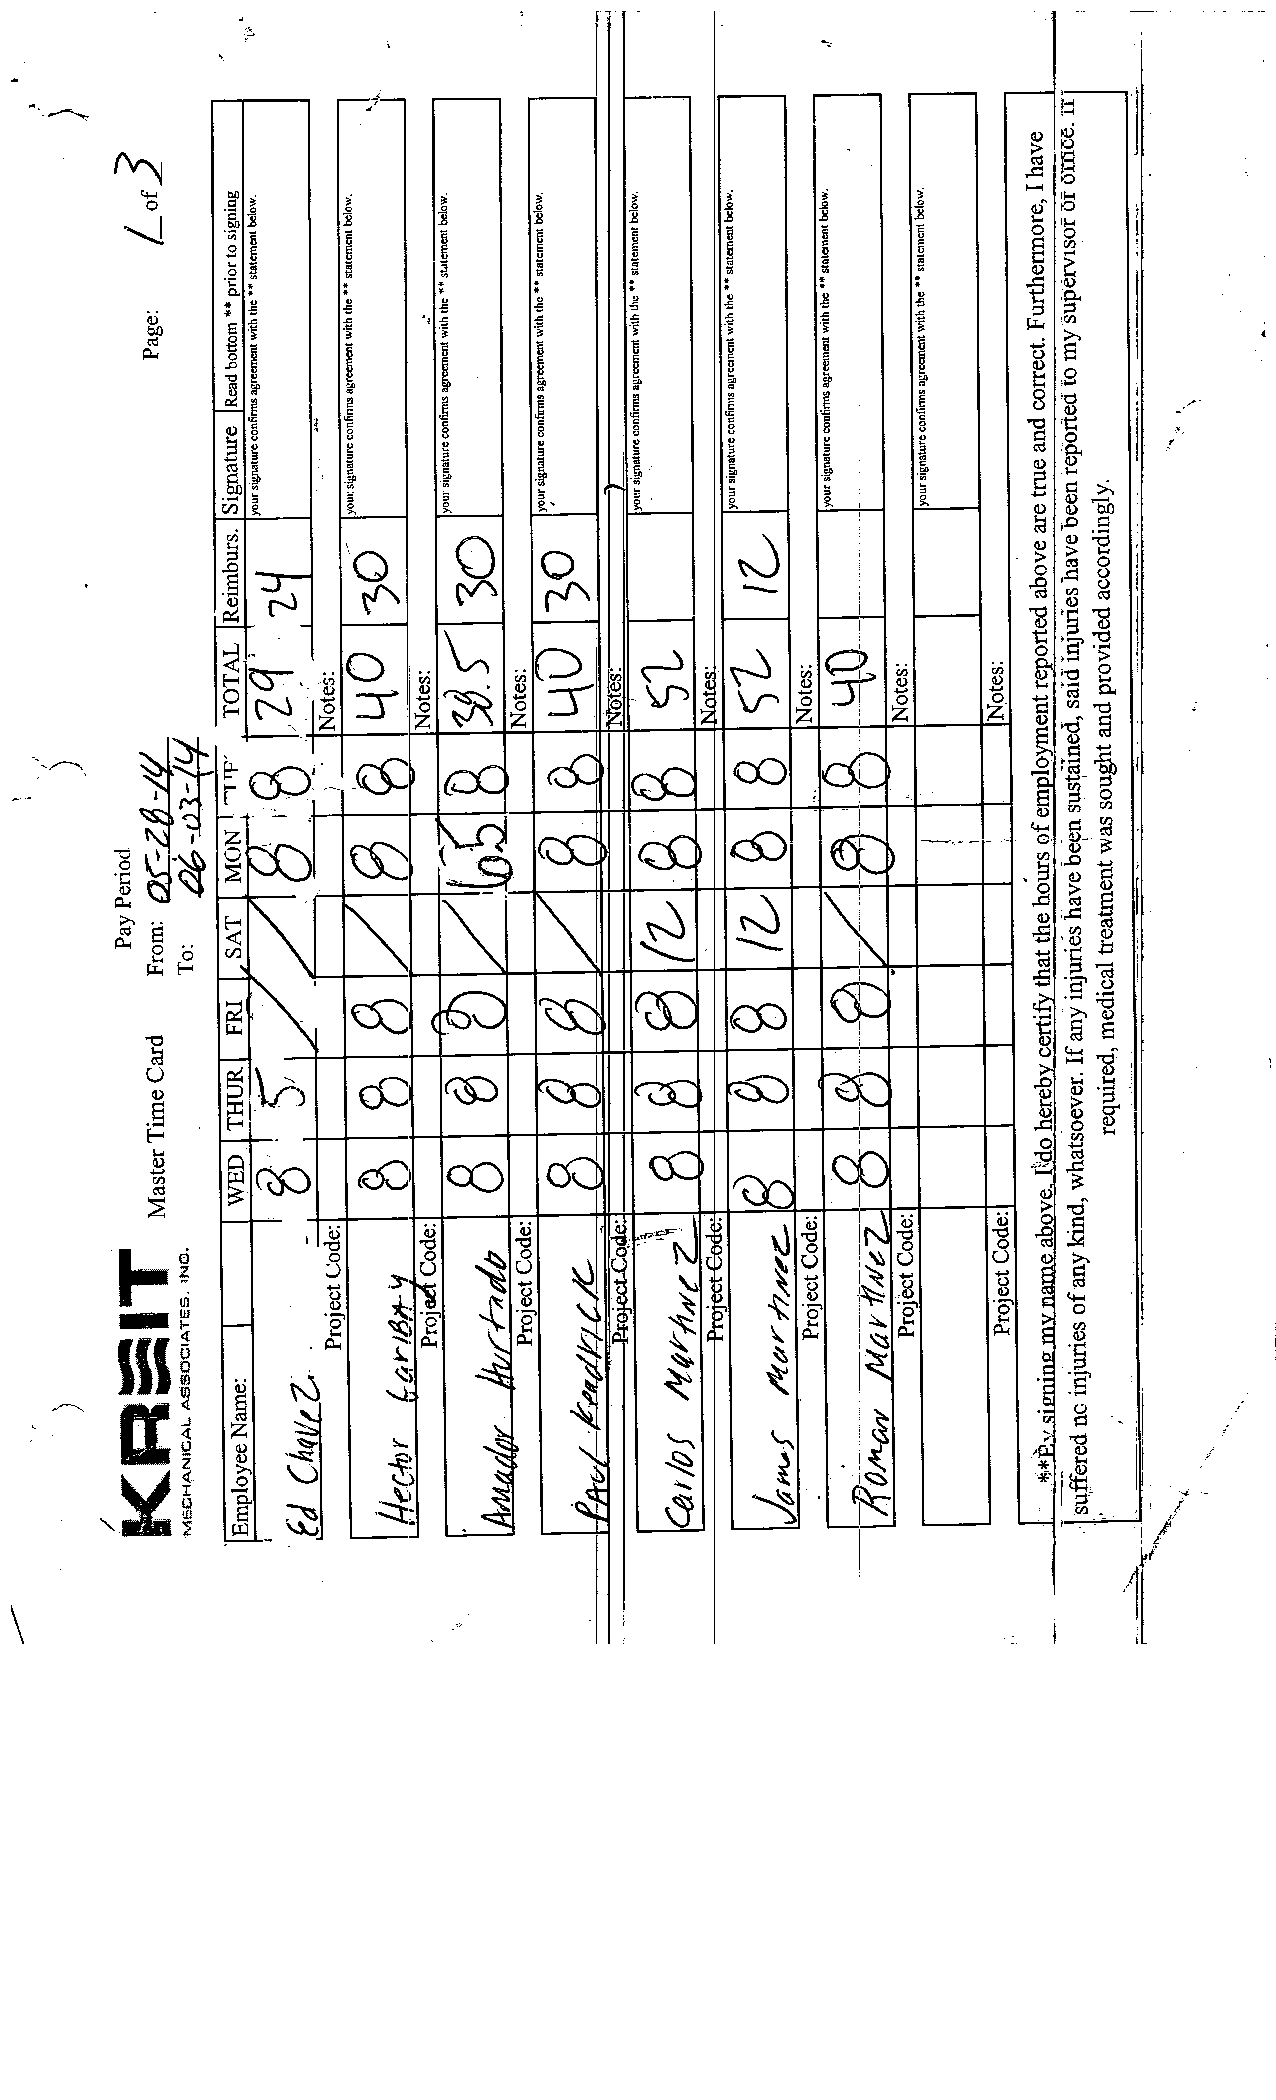 KREIT
MECHANICAL ASSOCIATES, INC.
Master Time Card
Pay Period
From: 05-28-14
To: 06-03-14
Page: 1 of 3
Employee Name: WED THUR FRI SAT MON TOTAL Reimburs. Signature Read bottom ** prior to signing
Ed Chavez 8 5 / / 8 8 29 24 your signature confirms agreement with the ** statement below.
Project Code: Notes:
Hector Garibay 8 8 8 / 8 8 40 30 your signature confirms agreement with the ** statement below.
Project Code: Notes:
Amador Hurtado 8 8 8 / 6.5 8 38.5 30 your signature confirms agreement with the ** statement below.
Project Code: Notes:
Paul Kendrick 8 8 8 / 8 8 40 30 your signature confirms agreement with the ** statement below.
Project Code: Notes:
Carlos Martinez 8 8 8 12 8 8 52 your signature confirms agreement with the ** statement below.
Project Code: Notes:
James Martinez 8 8 8 12 8 8 52 12 your signature confirms agreement with the ** statement below.
Project Code: Notes:
Roman Martinez 8 8 8 / 8 8 40 your signature confirms agreement with the ** statement below.
Project Code: Notes:
your signature confirms agreement with the ** statement below.
Project Code: Notes:
**By signing my name above, I do hereby certify that the hours of employment reported above are true and correct. Furthermore, I have
suffered no injuries of any kind, whatsoever. If any injuries have been sustained, said injuries have been reported to my supervisor or office. If
required, medical treatment was sought and provided accordingly.